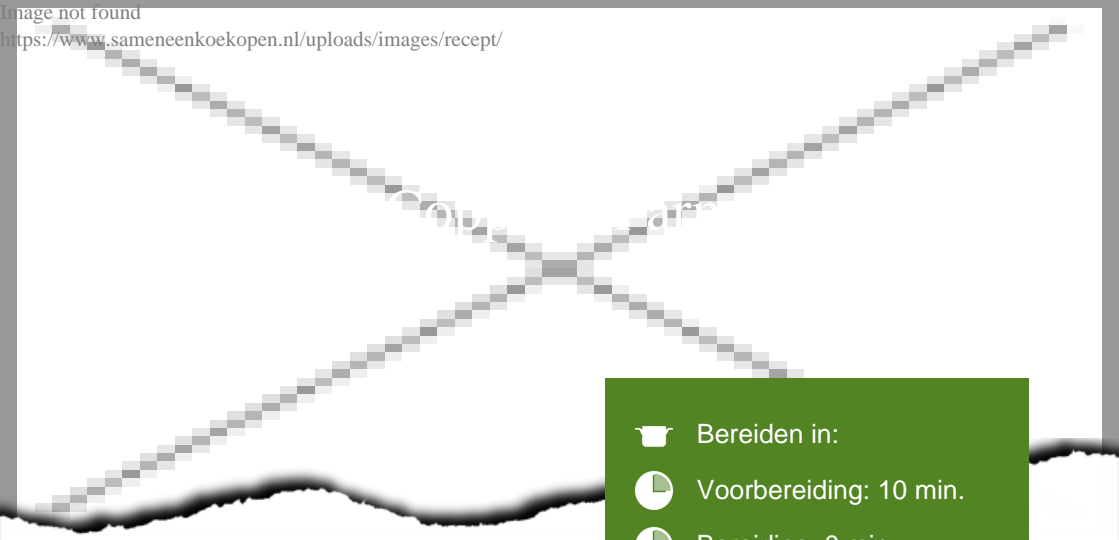 Image not found
https://www.sameneenkoekopen.nl/uploads/images/recept/
Bereiden in:
Voorbereiding: 10 min.